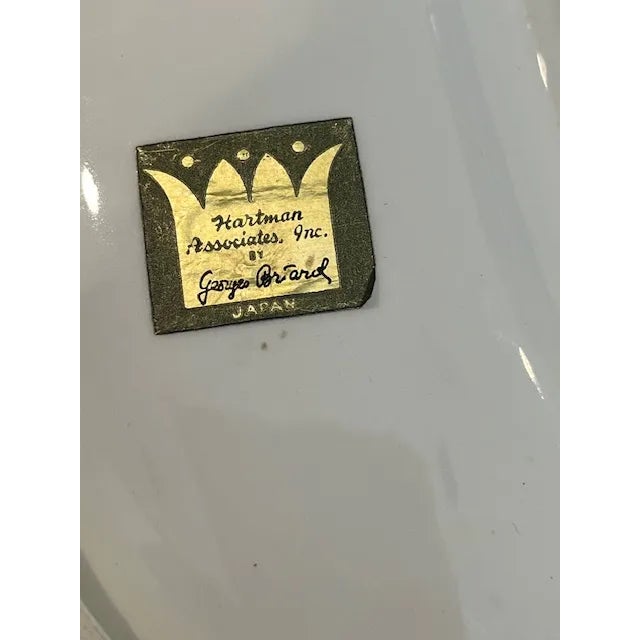 Hartman
Associates, Inc.
BY
Georges Briard
JAPAN